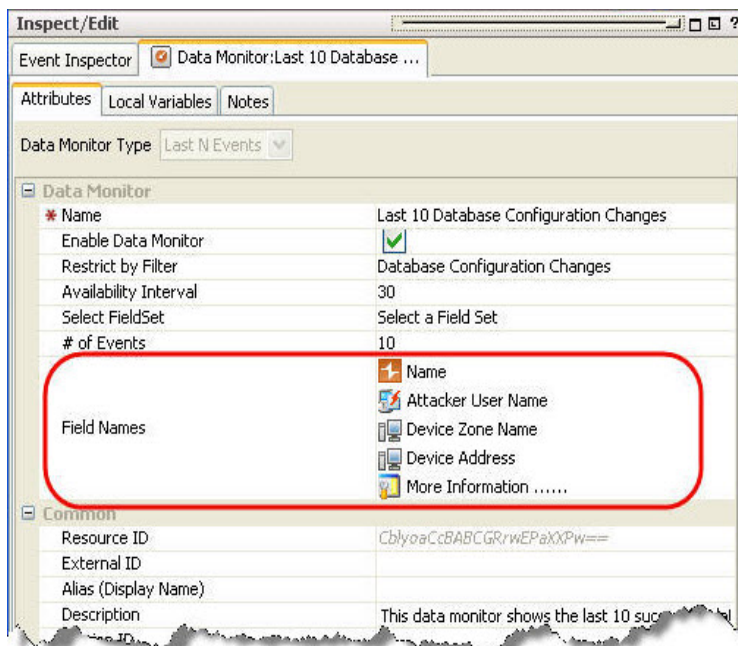 Inspect/Edit ?
Event Inspector Data Monitor:Last 10 Database ...
Attributes Local Variables Notes
Data Monitor Type Last N Events
Data Monitor
* Name Last 10 Database Configuration Changes
Enable Data Monitor
Restrict by Filter Database Configuration Changes
Availability Interval 30
Select FieldSet Select a Field Set
# of Events 10
Field Names
Name
Attacker User Name
Device Zone Name
Device Address
More Information ......
Common
Resource ID
External ID
Alias (Display Name)
Description This data monitor shows the last 10